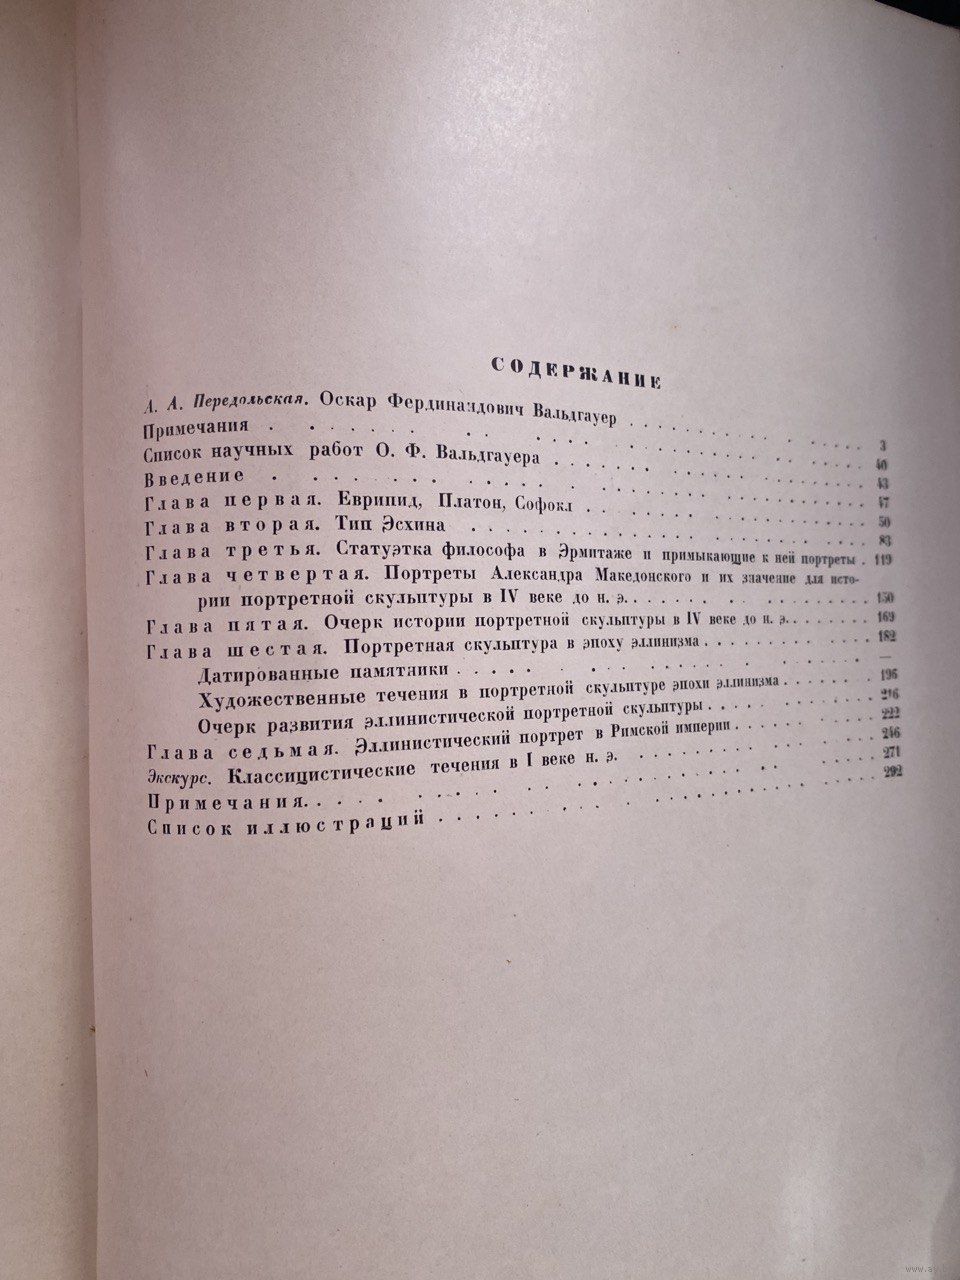 СОДЕРЖАНИЕ
А. А. Передольская. Оскар Фердинандович Вальдгауер . . . . . . . . . . . 3
Примечания . . . . . . . . . . . . . . . . . . . . 40
Список научных работ О. Ф. Вальдгауера . . . . . . . . . . . . 43
Введение . . . . . . . . . . . . . . . . . . . . 47
Глава первая. Еврипид, Платон, Софокл . . . . . . . . . . . . 50
Глава вторая. Тип Эсхина . . . . . . . . . . . . . . . . 83
Глава третья. Статуэтка философа в Эрмитаже и примыкающие к ней портреты . 119
Глава четвертая. Портреты Александра Македонского и их значение для исто-
рии портретной скульптуры в IV веке до н. э. . . . . . . . . . . . 150
Глава пятая. Очерк истории портретной скульптуры в IV веке до н. э. . . . . . . 169
Глава шестая. Портретная скульптура в эпоху эллинизма . . . . . . . . . 182
Датированные памятники . . . . . . . . . . . . . . . —
Художественные течения в портретной скульптуре эпохи эллинизма . . . . . . 196
Очерк развития эллинистической портретной скульптуры . . . . . . . . . 216
Глава седьмая. Эллинистический портрет в Римской империи . . . . . . . . 222
Экскурс. Классицистические течения в I веке н. э. . . . . . . . . . . . 246
Примечания. . . . . . . . . . . . . . . . . . . . 271
Список иллюстраций . . . . . . . . . . . . . . . . . 292